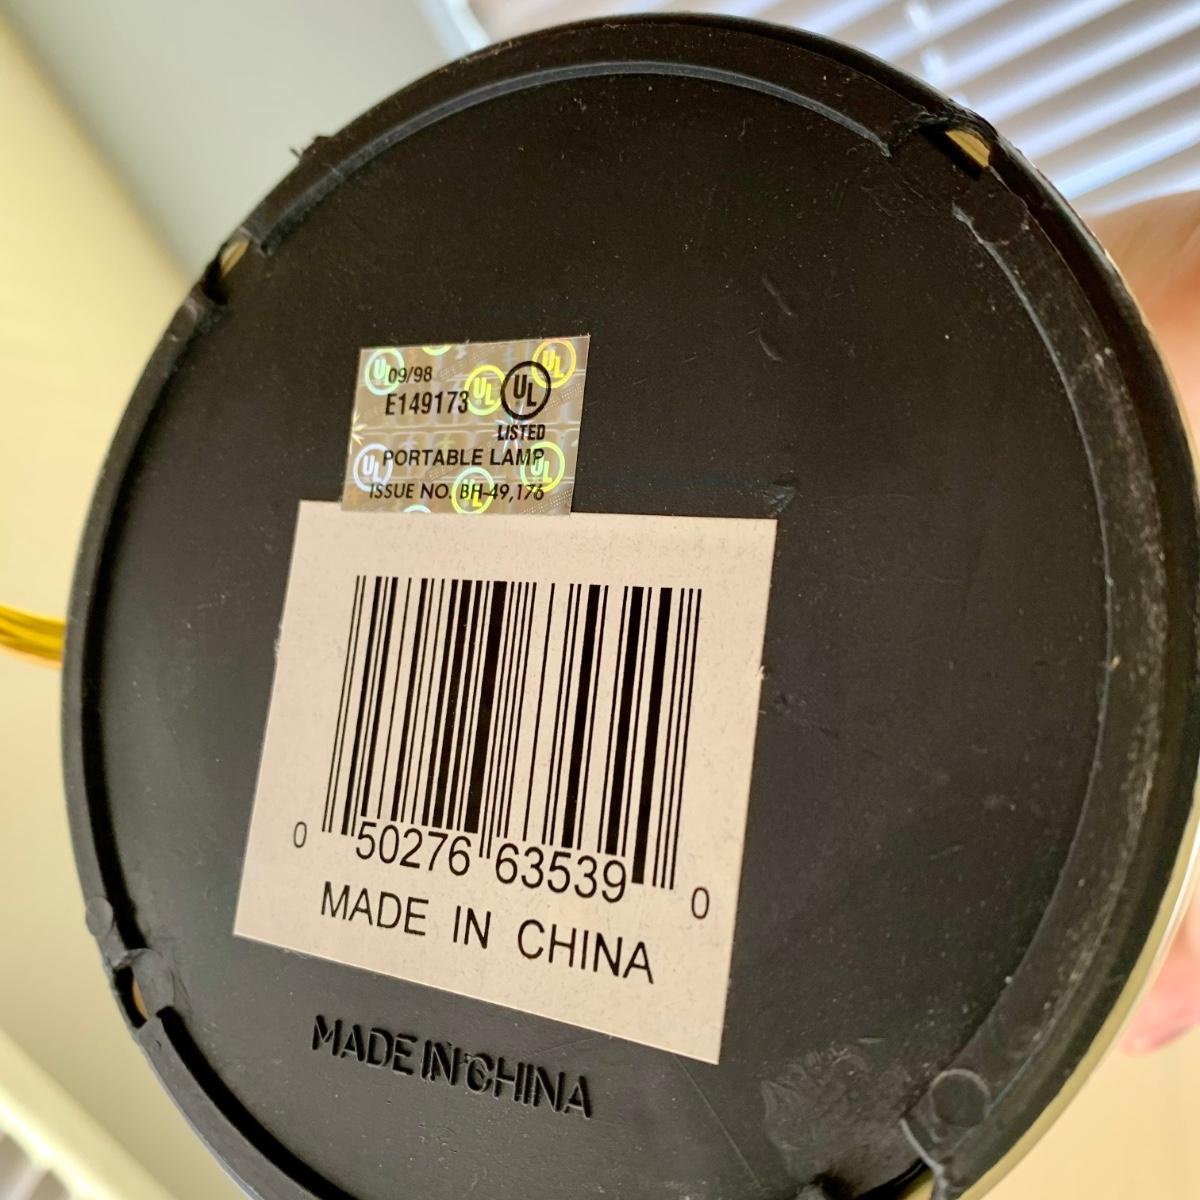 09/98
E149173
UL
LISTED
PORTABLE LAMP
ISSUE NO. BH-49,176
0 50276 63539 0
MADE IN CHINA
MADE IN CHINA